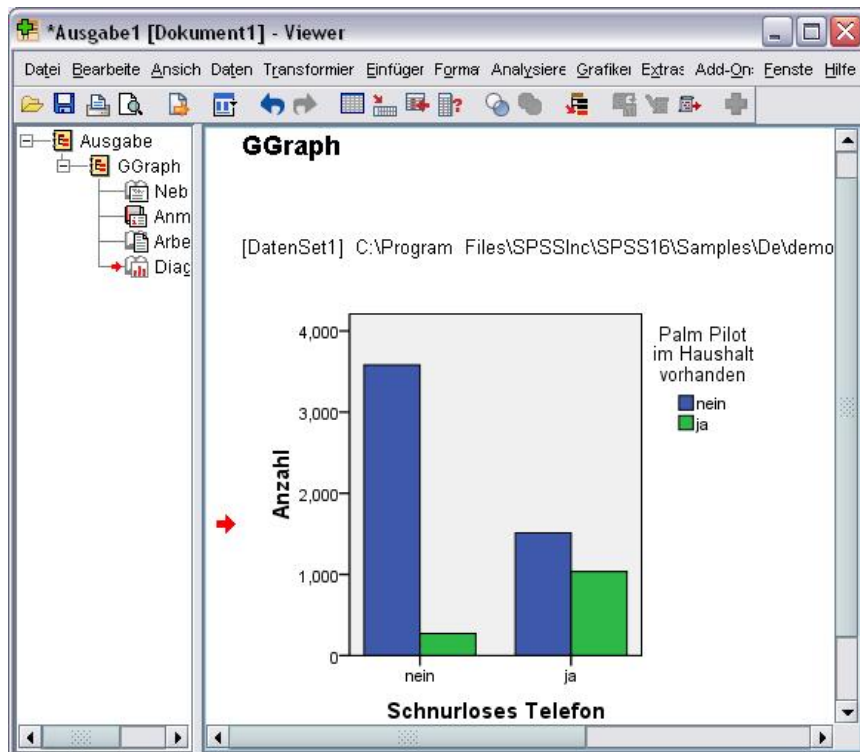 *Ausgabe1 [Dokument1] - Viewer
Datei Bearbeite Ansich Daten Transformier Einfüger Forma Analysiere Grafiker Extras Add-On: Fenste Hilfe
Ausgabe
GGraph
Neb
Anm
Arbe
Diag
GGraph
[DatenSet1] C:\Program Files\SPSSInc\SPSS16\Samples\De\demo
4,000
3,000
2,000
1,000
0
Anzahl
nein ja
Schnurloses Telefon
Palm Pilot
im Haushalt
vorhanden
nein
ja